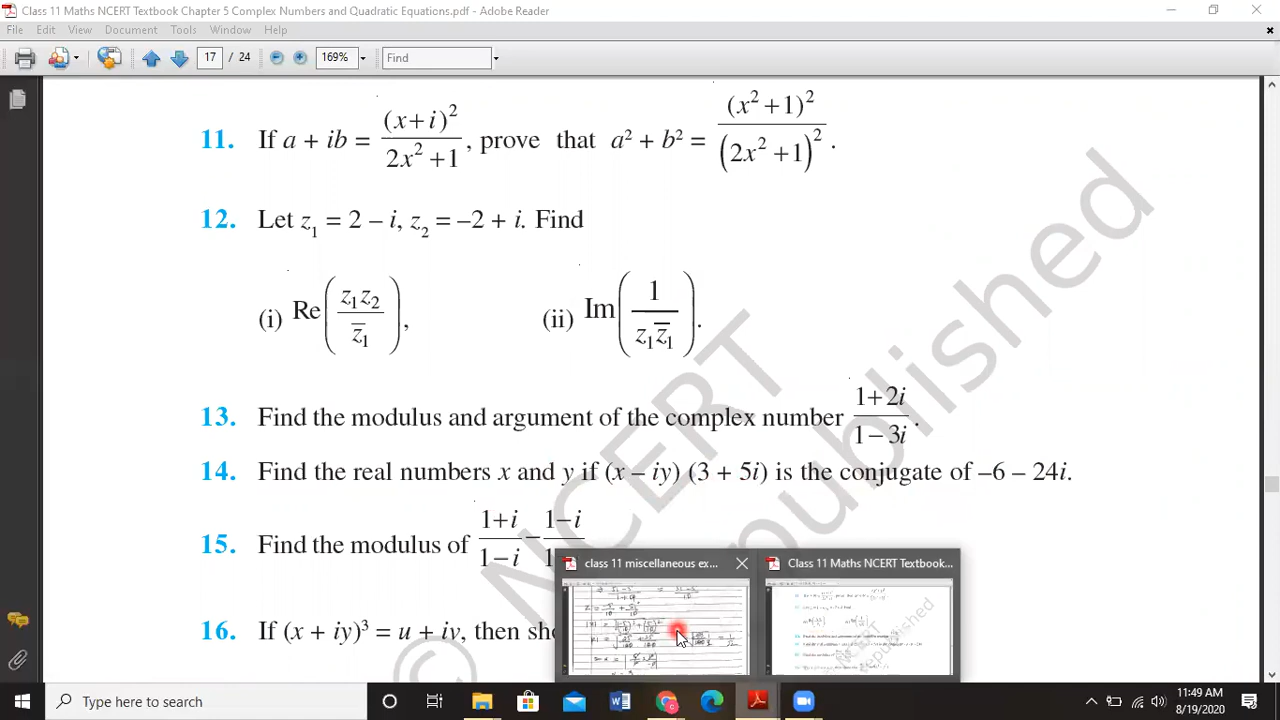 Class 11 Maths NCERT Textbook Chapter 5 Complex Numbers and Quadratic Equations.pdf - Adobe Reader
File Edit View Document Tools Window Help
17 / 24 169% Find
11. If a + ib = (x+i)²/(2x²+1), prove that a² + b² = (x²+1)²/(2x²+1)².
12. Let z₁ = 2 – i, z₂ = –2 + i. Find
(i) Re(z₁z₂/z̅₁), (ii) Im(1/(z₁z̅₁)).
13. Find the modulus and argument of the complex number (1+2i)/(1−3i).
14. Find the real numbers x and y if (x – iy) (3 + 5i) is the conjugate of –6 – 24i.
15. Find the modulus of (1+i)/(1−i) − (1−i)/1
class 11 miscellaneous ex... Class 11 Maths NCERT Textbook...
16. If (x + iy)³ = u + iv, then sho
© NCERT
republished
Type here to search
11:49 AM
8/19/2020